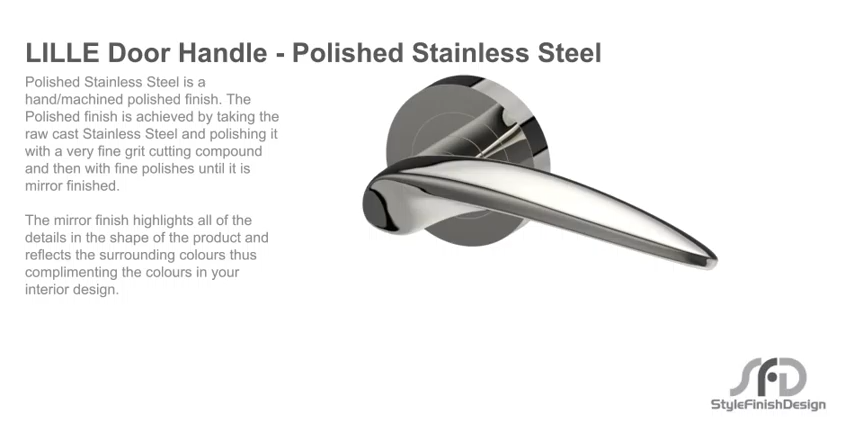 LILLE Door Handle - Polished Stainless Steel
Polished Stainless Steel is a
hand/machined polished finish. The
Polished finish is achieved by taking the
raw cast Stainless Steel and polishing it
with a very fine grit cutting compound
and then with fine polishes until it is
mirror finished.
The mirror finish highlights all of the
details in the shape of the product and
reflects the surrounding colours thus
complimenting the colours in your
interior design.
SFD
StyleFinishDesign